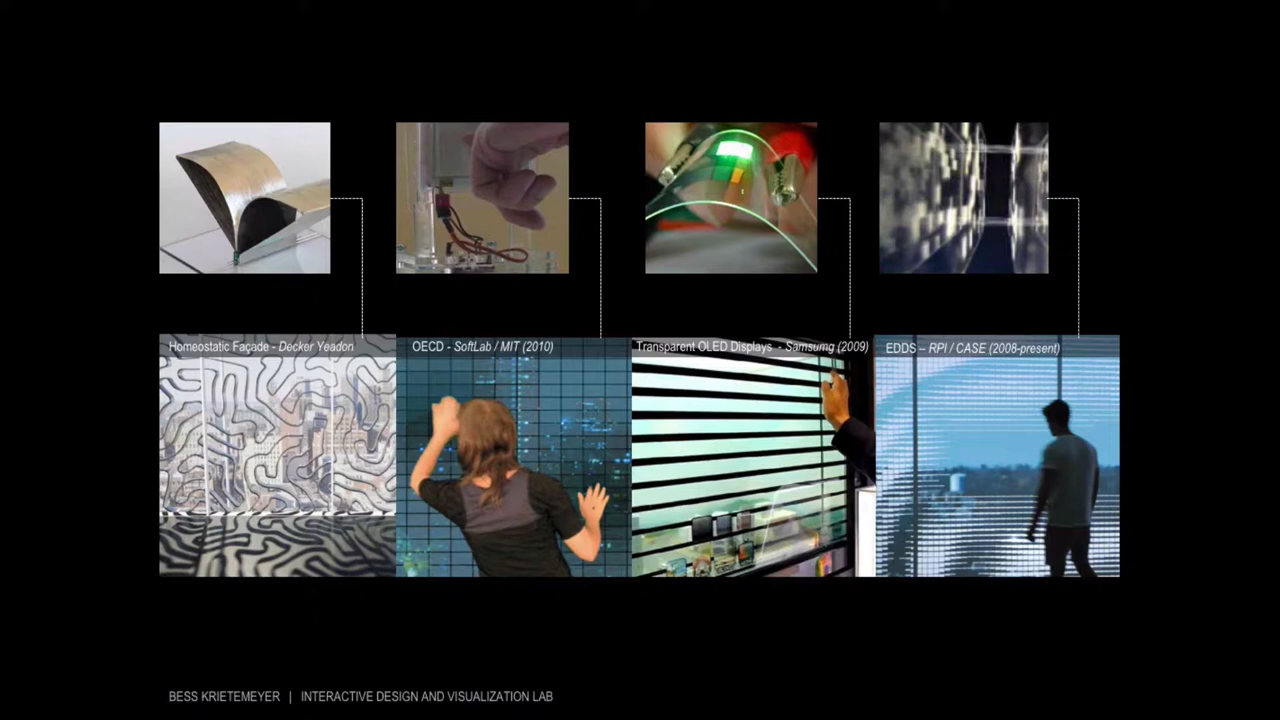 Homeostatic Façade - Decker Yeadon
OECD - SoftLab / MIT (2010)
Transparent OLED Displays - Samsumg (2009)
EDDS – RPI / CASE (2008-present)
BESS KRIETEMEYER | INTERACTIVE DESIGN AND VISUALIZATION LAB